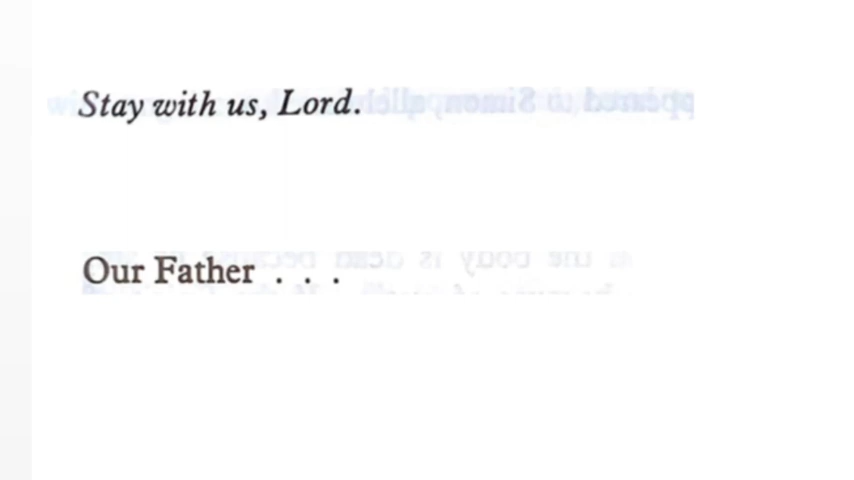 Stay with us, Lord.
Our Father . . .